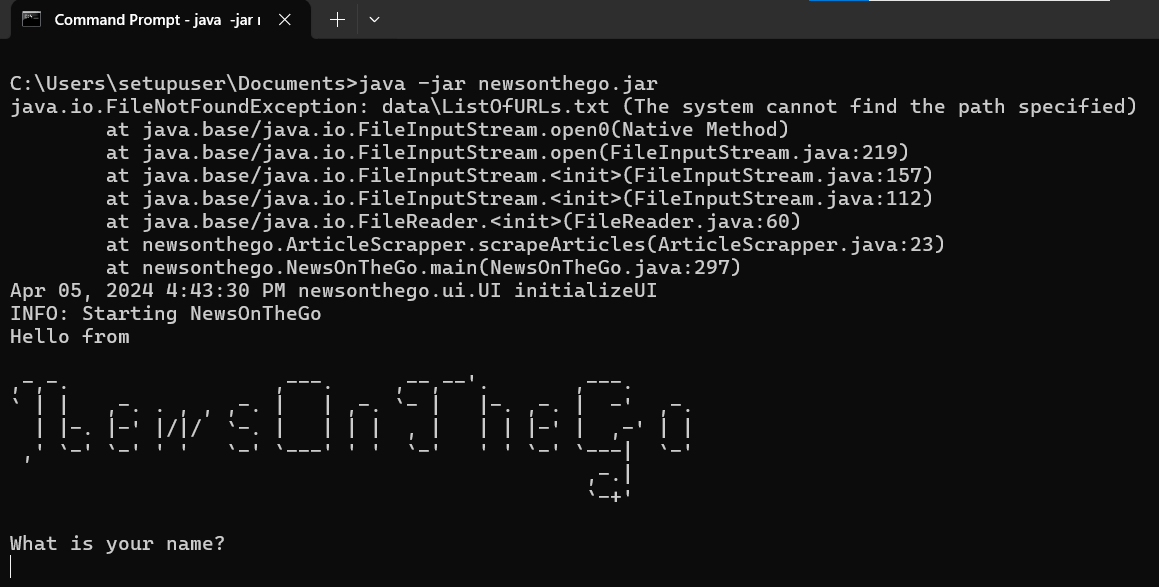 Command Prompt - java  -jar r
C:\Users\setupuser\Documents>java -jar newsonthego.jar
java.io.FileNotFoundException: data\ListOfURLs.txt (The system cannot find the path specified)
        at java.base/java.io.FileInputStream.open0(Native Method)
        at java.base/java.io.FileInputStream.open(FileInputStream.java:219)
        at java.base/java.io.FileInputStream.<init>(FileInputStream.java:157)
        at java.base/java.io.FileInputStream.<init>(FileInputStream.java:112)
        at java.base/java.io.FileReader.<init>(FileReader.java:60)
        at newsonthego.ArticleScrapper.scrapeArticles(ArticleScrapper.java:23)
        at newsonthego.NewsOnTheGo.main(NewsOnTheGo.java:297)
Apr 05, 2024 4:43:30 PM newsonthego.ui.UI initializeUI
INFO: Starting NewsOnTheGo
Hello from
NewsOnTheGo
What is your name?